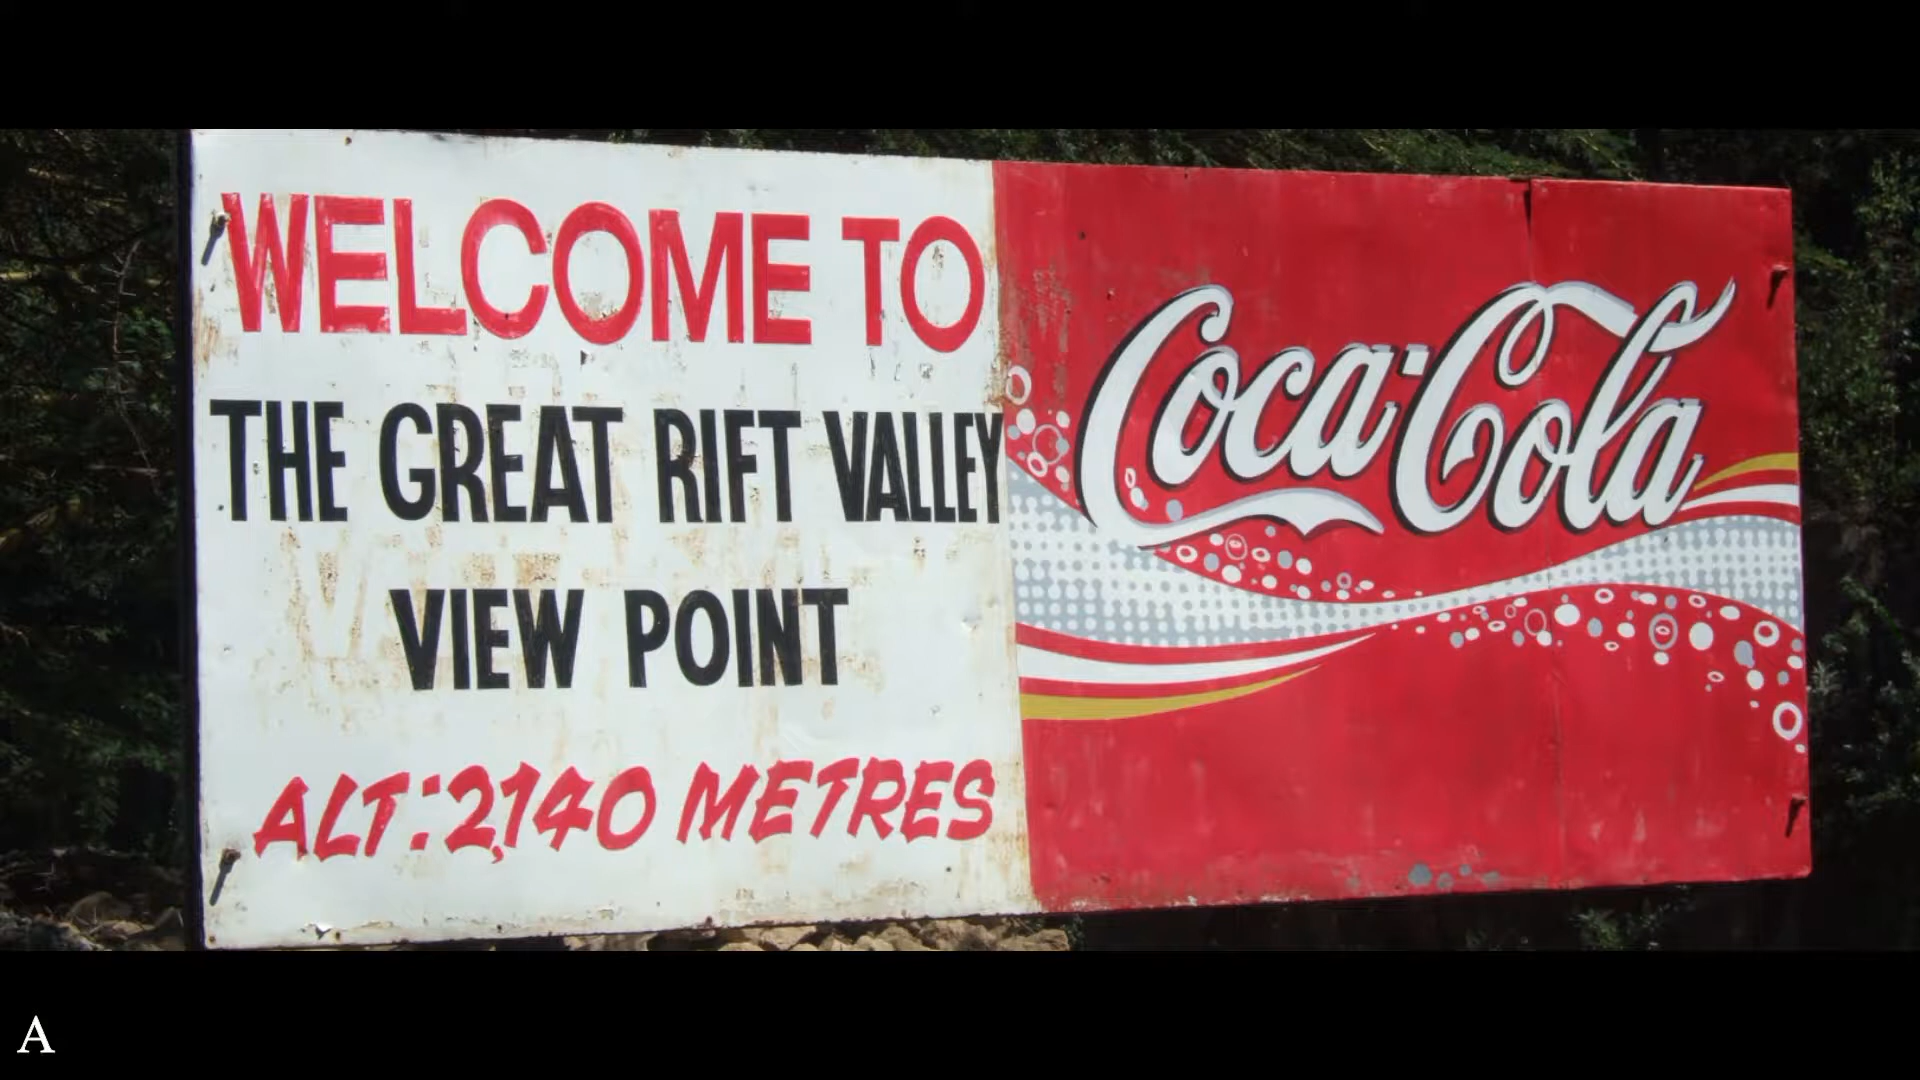 WELCOME TO
THE GREAT RIFT VALLEY
VIEW POINT
ALT:2,140 METRES
Coca-Cola
A